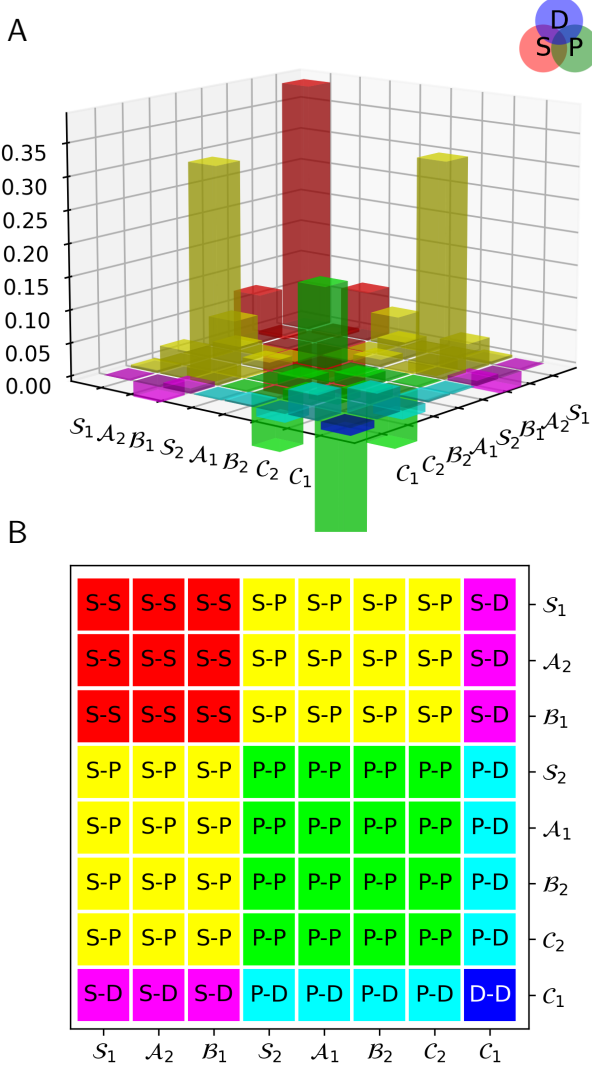 A
D
S P
0.35
0.30
0.25
0.20
0.15
0.10
0.05
0.00
𝒮₁ 𝒜₂ ℬ₁ 𝒮₂ 𝒜₁ ℬ₂ 𝒞₂ 𝒞₁
𝒞₁ 𝒞₂ ℬ₂ 𝒜₁ 𝒮₂ ℬ₁ 𝒜₂ 𝒮₁
B
S-S S-S S-S S-P S-P S-P S-P S-D 𝒮₁
S-S S-S S-S S-P S-P S-P S-P S-D 𝒜₂
S-S S-S S-S S-P S-P S-P S-P S-D ℬ₁
S-P S-P S-P P-P P-P P-P P-P P-D 𝒮₂
S-P S-P S-P P-P P-P P-P P-P P-D 𝒜₁
S-P S-P S-P P-P P-P P-P P-P P-D ℬ₂
S-P S-P S-P P-P P-P P-P P-P P-D 𝒞₂
S-D S-D S-D P-D P-D P-D P-D D-D 𝒞₁
𝒮₁ 𝒜₂ ℬ₁ 𝒮₂ 𝒜₁ ℬ₂ 𝒞₂ 𝒞₁